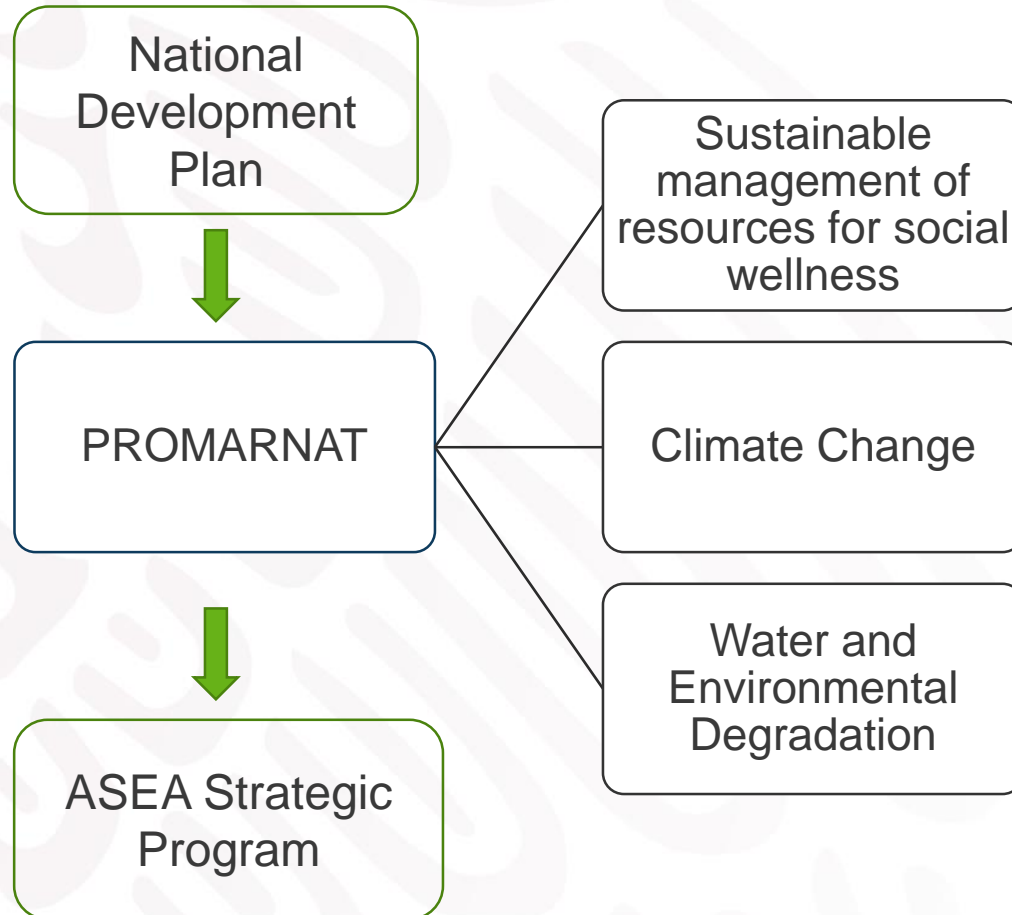 National
Development
Plan
Sustainable
management of
resources for social
wellness
PROMARNAT
Climate Change
Water and
Environmental
Degradation
ASEA Strategic
Program